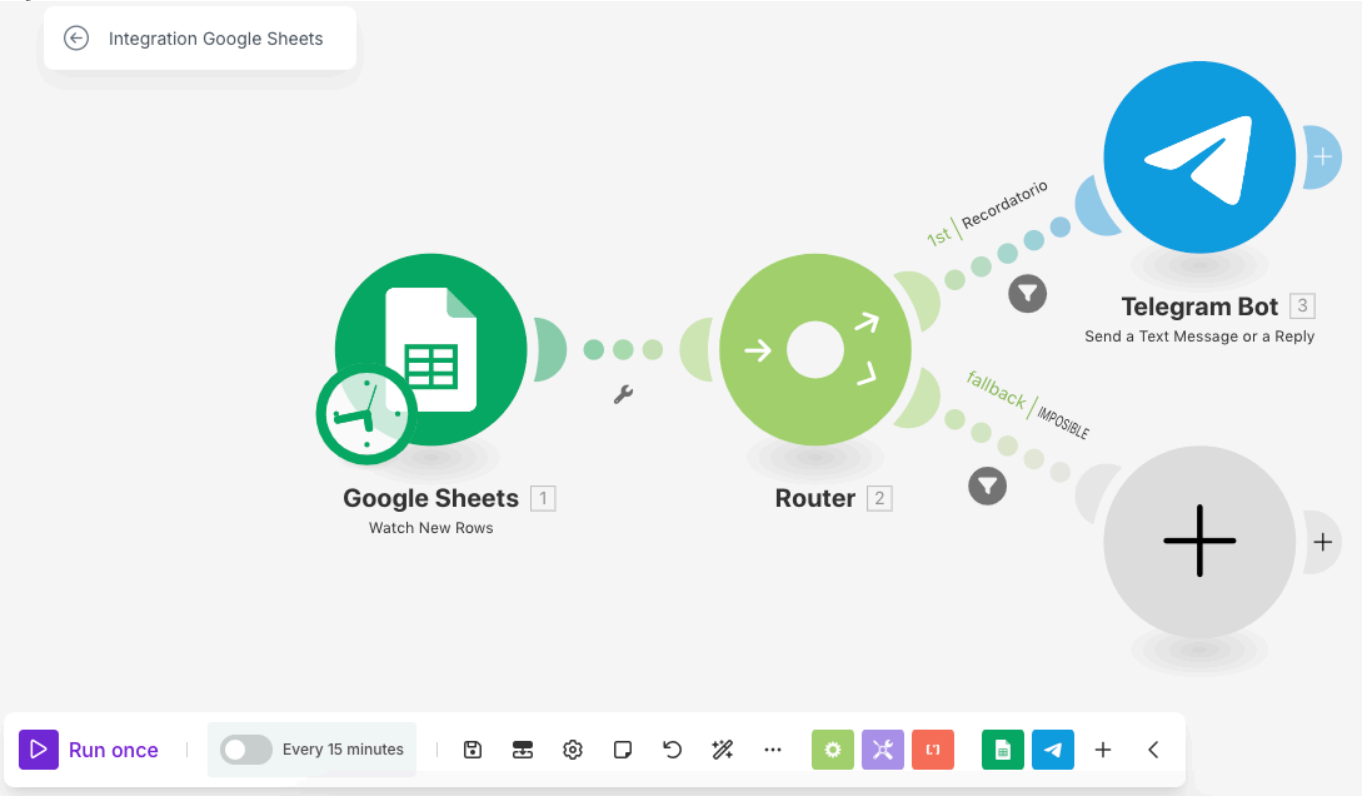 Integration Google Sheets
1st | Recordatorio
Telegram Bot 3
Send a Text Message or a Reply
fallback | IMPOSIBLE
Google Sheets 1
Watch New Rows
Router 2
Run once
Every 15 minutes